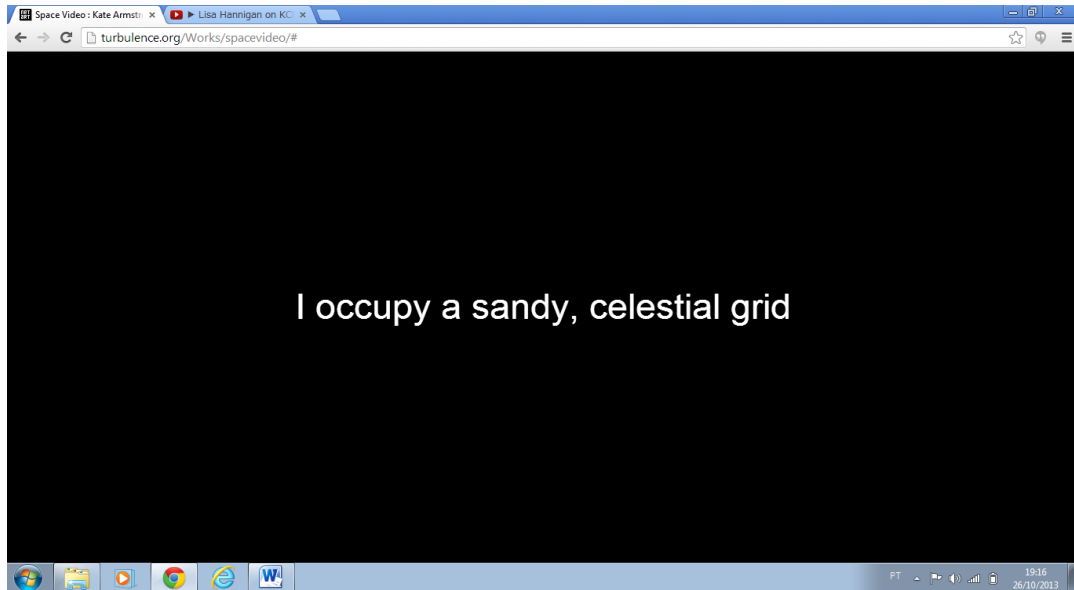 Space Video : Kate Armstr
► Lisa Hannigan on KC
turbulence.org/Works/spacevideo/#
I occupy a sandy, celestial grid
PT
19:16
26/10/2013